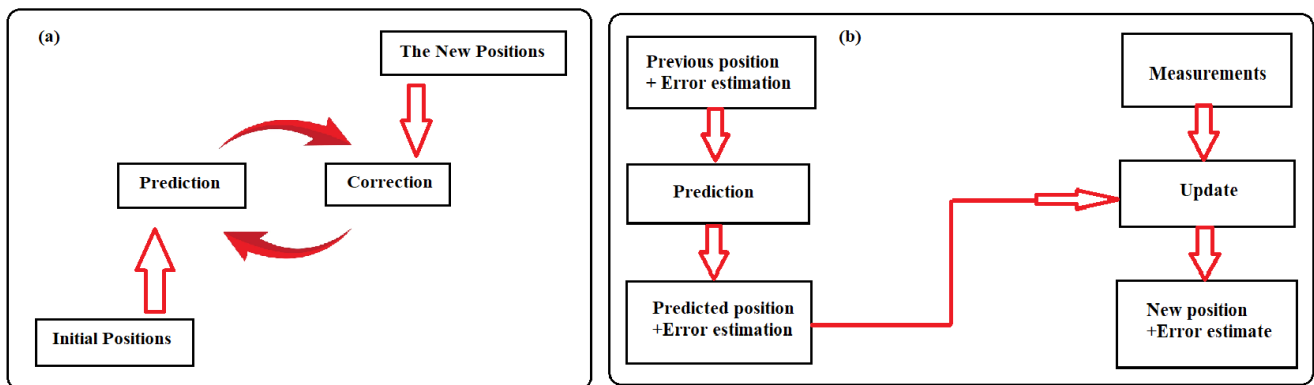 (a)
The New Positions
Prediction
Correction
Initial Positions
(b)
Previous position
+ Error estimation
Measurements
Prediction
Update
Predicted position
+Error estimation
New position
+Error estimate